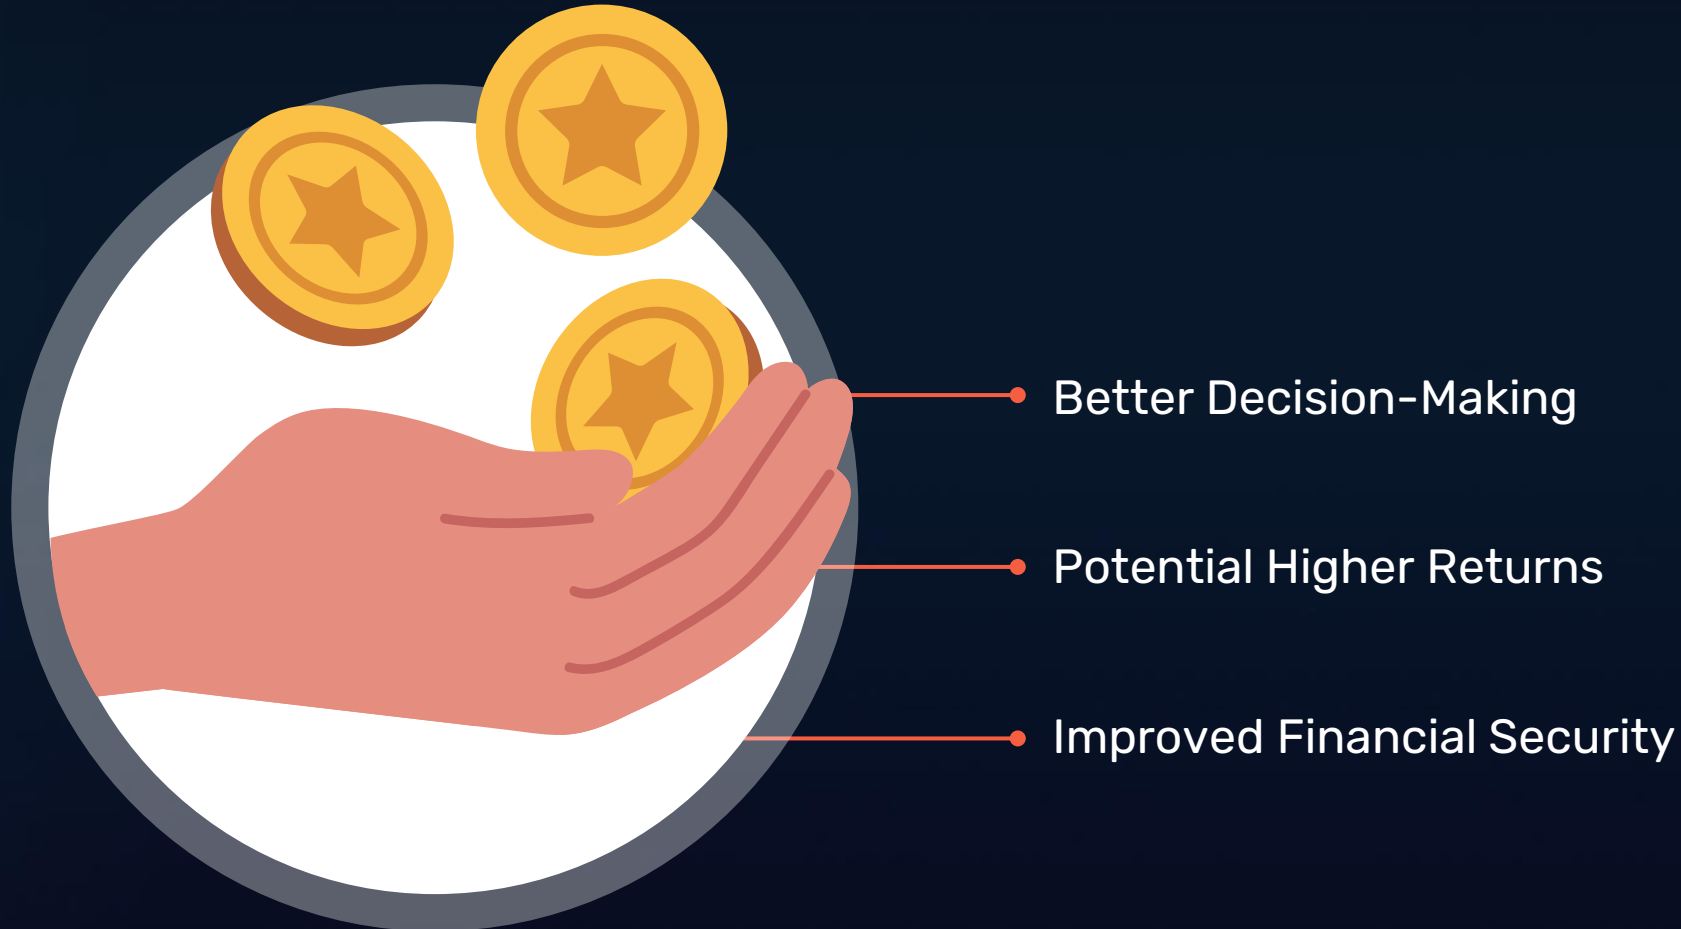 Better Decision-Making
Potential Higher Returns
Improved Financial Security